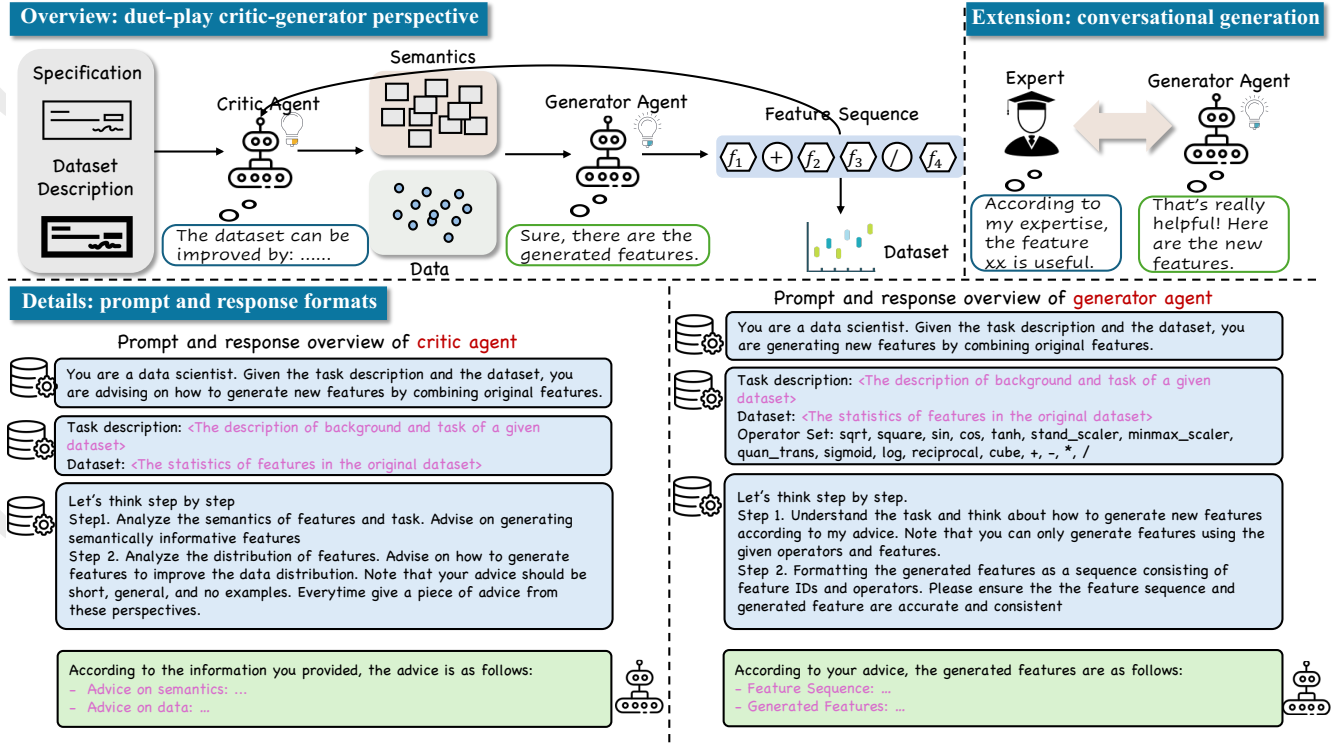 Overview: duet-play critic-generator perspective
Specification
Dataset
Description
Critic Agent
The dataset can be
improved by: ......
Semantics
Data
Generator Agent
Sure, there are the
generated features.
Feature Sequence
f1 + f2 f3 / f4
Dataset
Extension: conversational generation
Expert
Generator
Agent
According to
my expertise,
the feature
xx is useful.
That's really
helpful! Here
are the new
features.
Details: prompt and response formats
Prompt and response overview of critic agent
You are a data scientist. Given the task description and the dataset, you
are advising on how to generate new features by combining original features.
Task description: <The description of background and task of a given
dataset>
Dataset: <The statistics of features in the original dataset>
Let's think step by step
Step1. Analyze the semantics of features and task. Advise on generating
semantically informative features
Step 2. Analyze the distribution of features. Advise on how to generate
features to improve the data distribution. Note that your advice should be
short, general, and no examples. Everytime give a piece of advice from
these perspectives.
According to the information you provided, the advice is as follows:
- Advice on semantics: ...
- Advice on data: ...
Prompt and response overview of generator agent
You are a data scientist. Given the task description and the dataset, you
are generating new features by combining original features.
Task description: <The description of background and task of a given
dataset>
Dataset: <The statistics of features in the original dataset>
Operator Set: sqrt, square, sin, cos, tanh, stand_scaler, minmax_scaler,
quan_trans, sigmoid, log, reciprocal, cube, +, -, *, /
Let's think step by step.
Step 1. Understand the task and think about how to generate new features
according to my advice. Note that you can only generate features using the
given operators and features.
Step 2. Formatting the generated features as a sequence consisting of
feature IDs and operators. Please ensure the the feature sequence and
generated feature are accurate and consistent
According to your advice, the generated features are as follows:
- Feature Sequence: ...
- Generated Features: ...